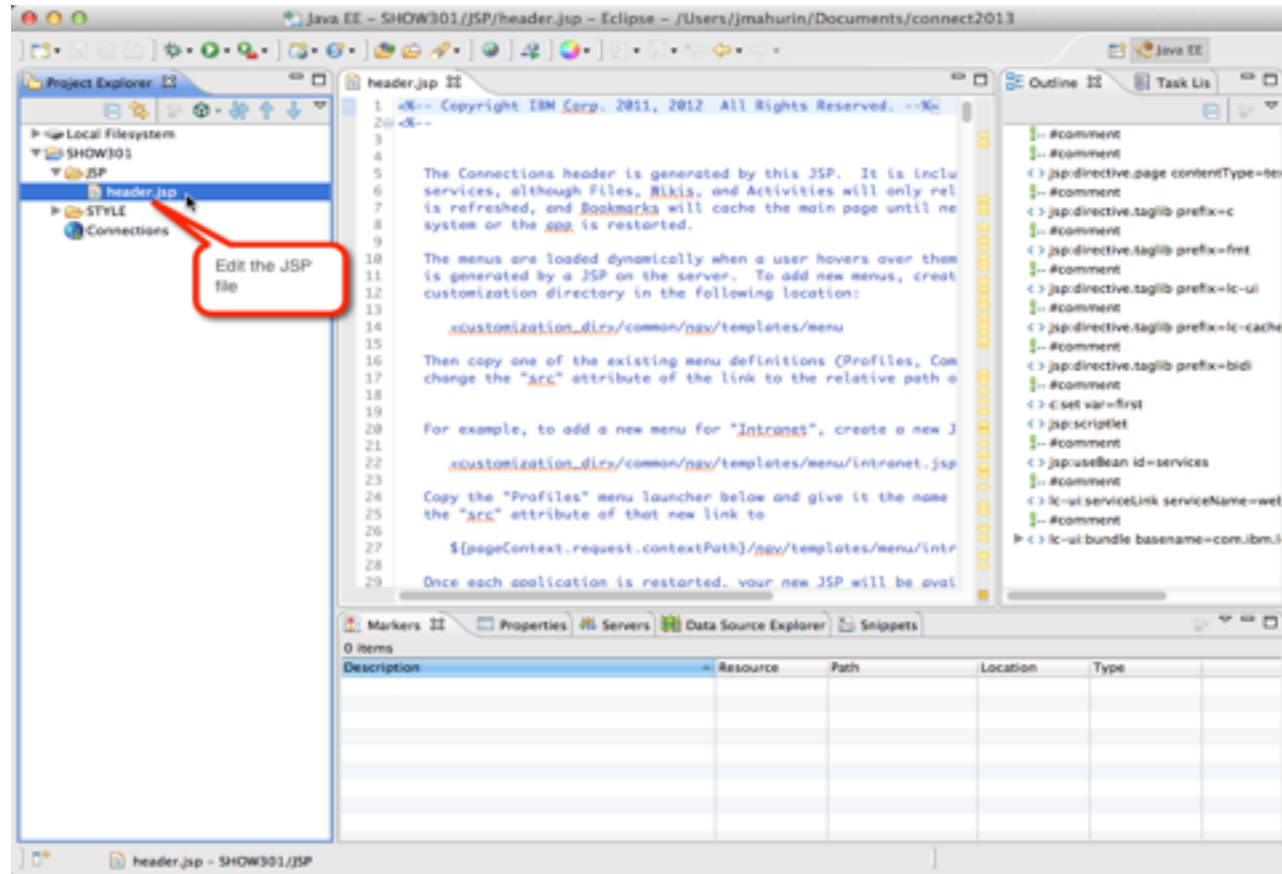 Java EE - SHOW301/JSP/header.jsp - Eclipse - /Users/jmahurin/Documents/connect2013
Java EE
Project Explorer
Local Filesystem
SHOW301
JSP
header.jsp
STYLE
Connections
Edit the JSP
file
header.jsp
1 <%-- Copyright IBM Corp. 2011, 2012 All Rights Reserved. --%>
2 <%--
3
4
5 The Connections header is generated by this JSP. It is inclu
6 services, although Files, Wikis, and Activities will only rel
7 is refreshed, and Bookmarks will cache the main page until ne
8 system or the app is restarted.
9
10 The menus are loaded dynamically when a user hovers over them
11 is generated by a JSP on the server. To add new menus, creat
12 customization directory in the following location:
13
14 <customization_dir>/common/nav/templates/menu
15
16 Then copy one of the existing menu definitions (Profiles, Com
17 change the "src" attribute of the link to the relative path o
18
19
20 For example, to add a new menu for "Intranet", create a new J
21
22 <customization_dir>/common/nav/templates/menu/intranet.jsp
23
24 Copy the "Profiles" menu launcher below and give it the name
25 the "src" attribute of that new link to
26
27 ${pageContext.request.contextPath}/nav/templates/menu/intr
28
29 Once each application is restarted, your new JSP will be avai
Outline
Task Lis
#comment
#comment
jsp:directive.page contentType=te
#comment
jsp:directive.taglib prefix=c
#comment
jsp:directive.taglib prefix=fmt
#comment
jsp:directive.taglib prefix=lc-ui
#comment
jsp:directive.taglib prefix=lc-cache
#comment
jsp:directive.taglib prefix=bidi
#comment
c:set var=first
jsp:scriptlet
#comment
jsp:useBean id=services
#comment
lc-ui:serviceLink serviceName=web
#comment
lc-ui:bundle basename=com.ibm.l
Markers
Properties
Servers
Data Source Explorer
Snippets
0 items
Description Resource Path Location Type
header.jsp - SHOW301/JSP